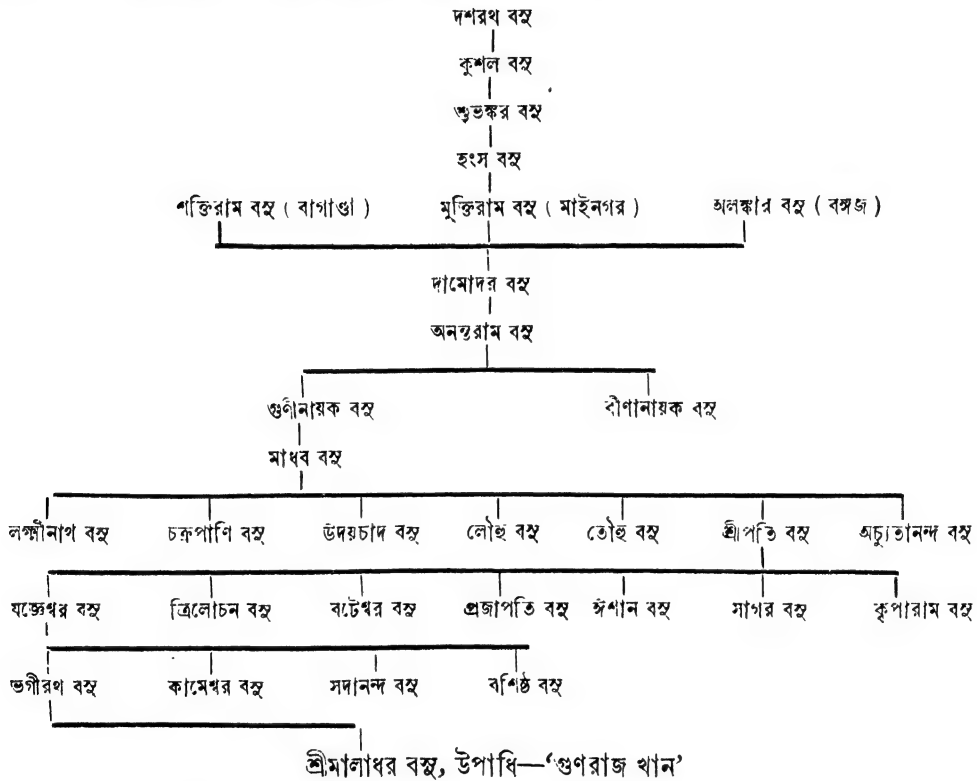 দশরথ বসু
কুশল বসু
শুভঙ্কর বসু
হংস বসু
শক্তিরাম বসু ( বাগাণ্ডা ) মুক্তিরাম বসু ( মাইনগর ) অলঙ্কার বসু ( বঙ্গজ )
দামোদর বসু
অনন্তরাম বসু
গুণীনায়ক বসু বীণানায়ক বসু
মাধব বসু
লক্ষ্মীনাথ বসু চক্রপাণি বসু উদয়চাদ বসু লৌহু বসু তৌহু বসু শ্রীপতি বসু অচ্যুতানন্দ বসু
যজ্ঞেশ্বর বসু ত্রিলোচন বসু বটেশ্বর বসু প্রজাপতি বসু ঈশান বসু সাগর বসু কৃপারাম বসু
ভগীরথ বসু কামেশ্বর বসু সদানন্দ বসু বশিষ্ঠ বসু
শ্রীমালাধর বসু, উপাধি—‘গুণরাজ খান’